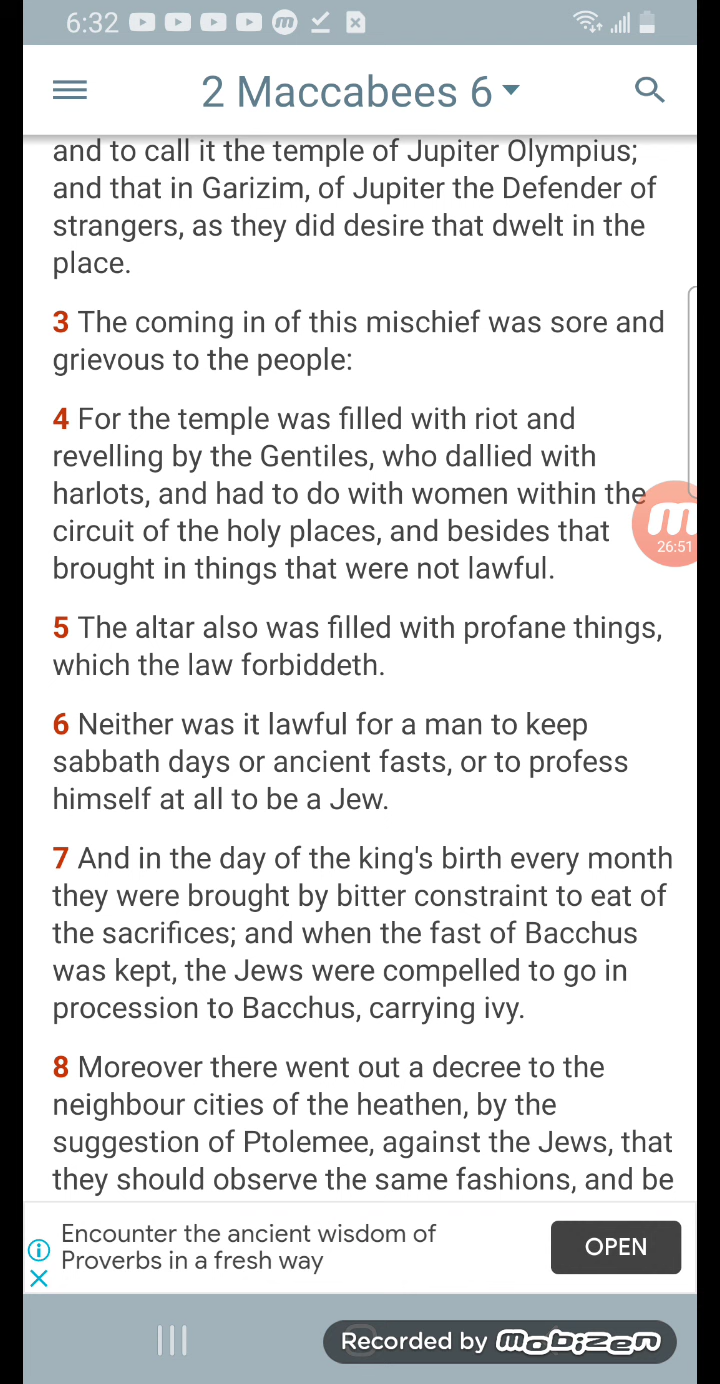 6:32
2 Maccabees 6
and to call it the temple of Jupiter Olympius;
and that in Garizim, of Jupiter the Defender of
strangers, as they did desire that dwelt in the
place.
3 The coming in of this mischief was sore and
grievous to the people:
4 For the temple was filled with riot and
revelling by the Gentiles, who dallied with
harlots, and had to do with women within the
circuit of the holy places, and besides that
brought in things that were not lawful.
m
26:51
5 The altar also was filled with profane things,
which the law forbiddeth.
6 Neither was it lawful for a man to keep
sabbath days or ancient fasts, or to profess
himself at all to be a Jew.
7 And in the day of the king's birth every month
they were brought by bitter constraint to eat of
the sacrifices; and when the fast of Bacchus
was kept, the Jews were compelled to go in
procession to Bacchus, carrying ivy.
8 Moreover there went out a decree to the
neighbour cities of the heathen, by the
suggestion of Ptolemee, against the Jews, that
they should observe the same fashions, and be
Encounter the ancient wisdom of
Proverbs in a fresh way
OPEN
Recorded by Mobizen